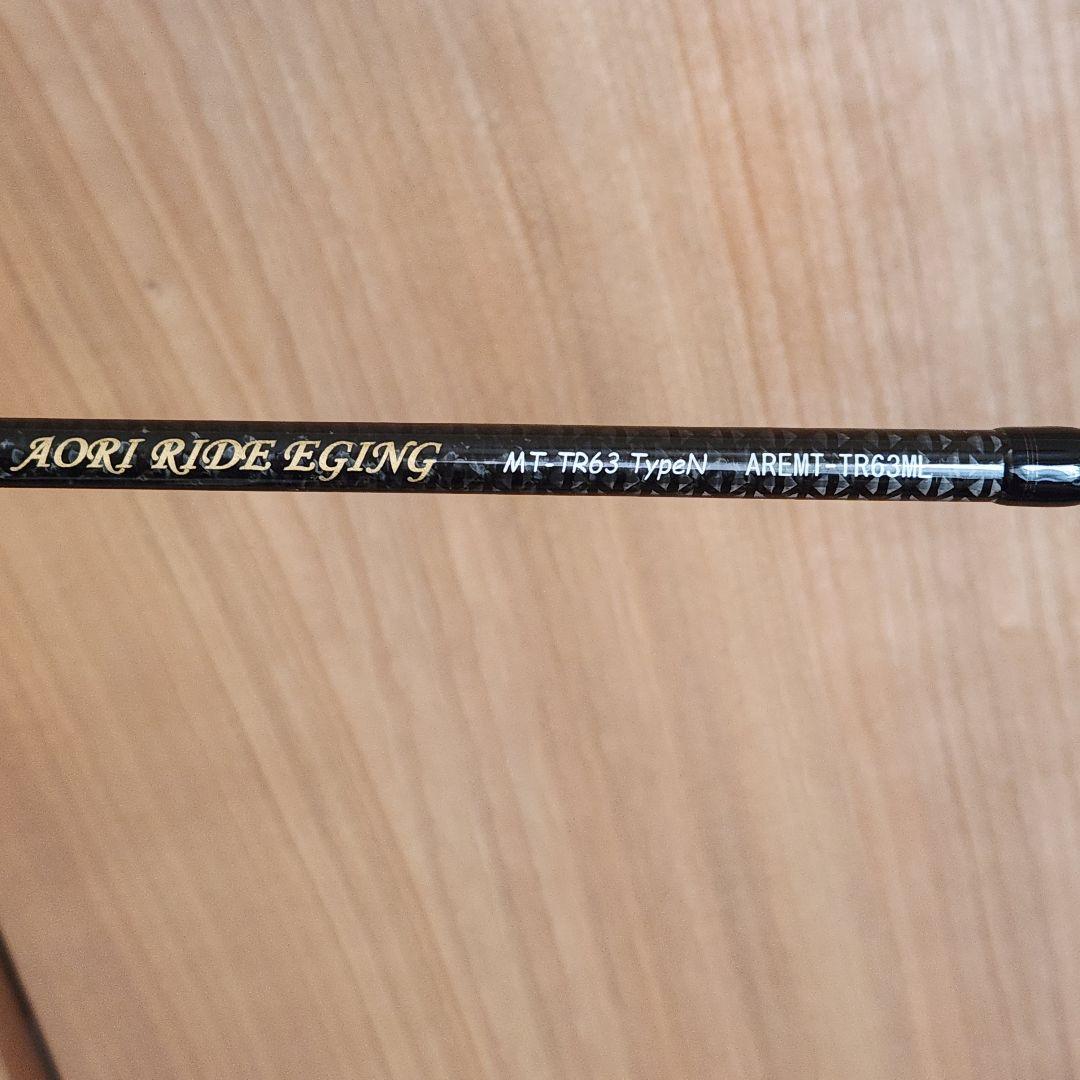 AORI RIDE EGING MT-TR63 TypeN AREMT-TR63ML